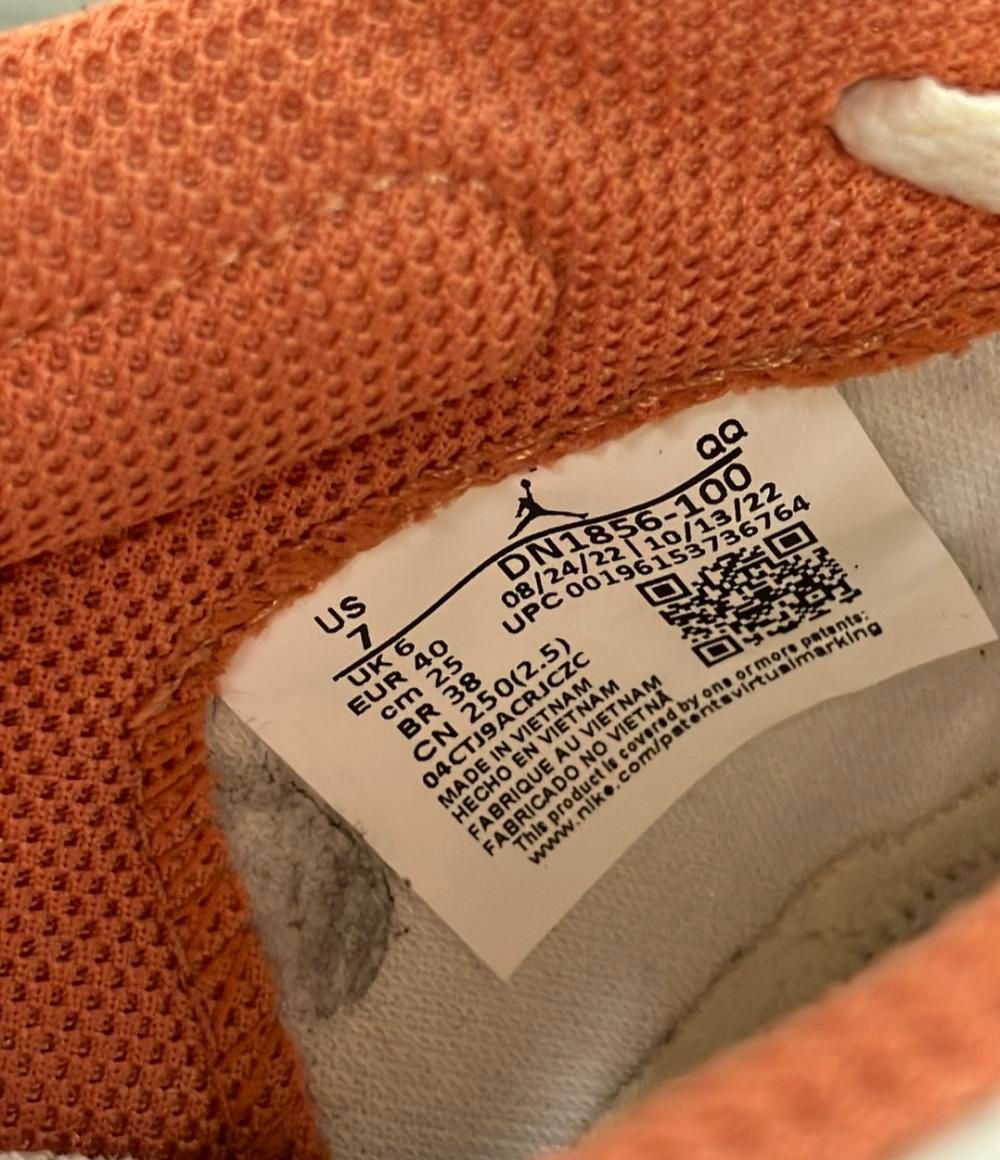 QQ
DN1856-100
08/24/22 | 10/13/22
UPC 00196153736764
US
7
UK 6
EUR 40
cm 25
BR 38
CN 250(2.5)
04CTJ9ACRJCZC
MADE IN VIETNAM
HECHO EN VIETNAM
FABRIQUE AU VIETNAM
FABRICADO NO VIETNÃ
This product is covered by one or more patents:
www.nike.com/patentsvirtualmarking